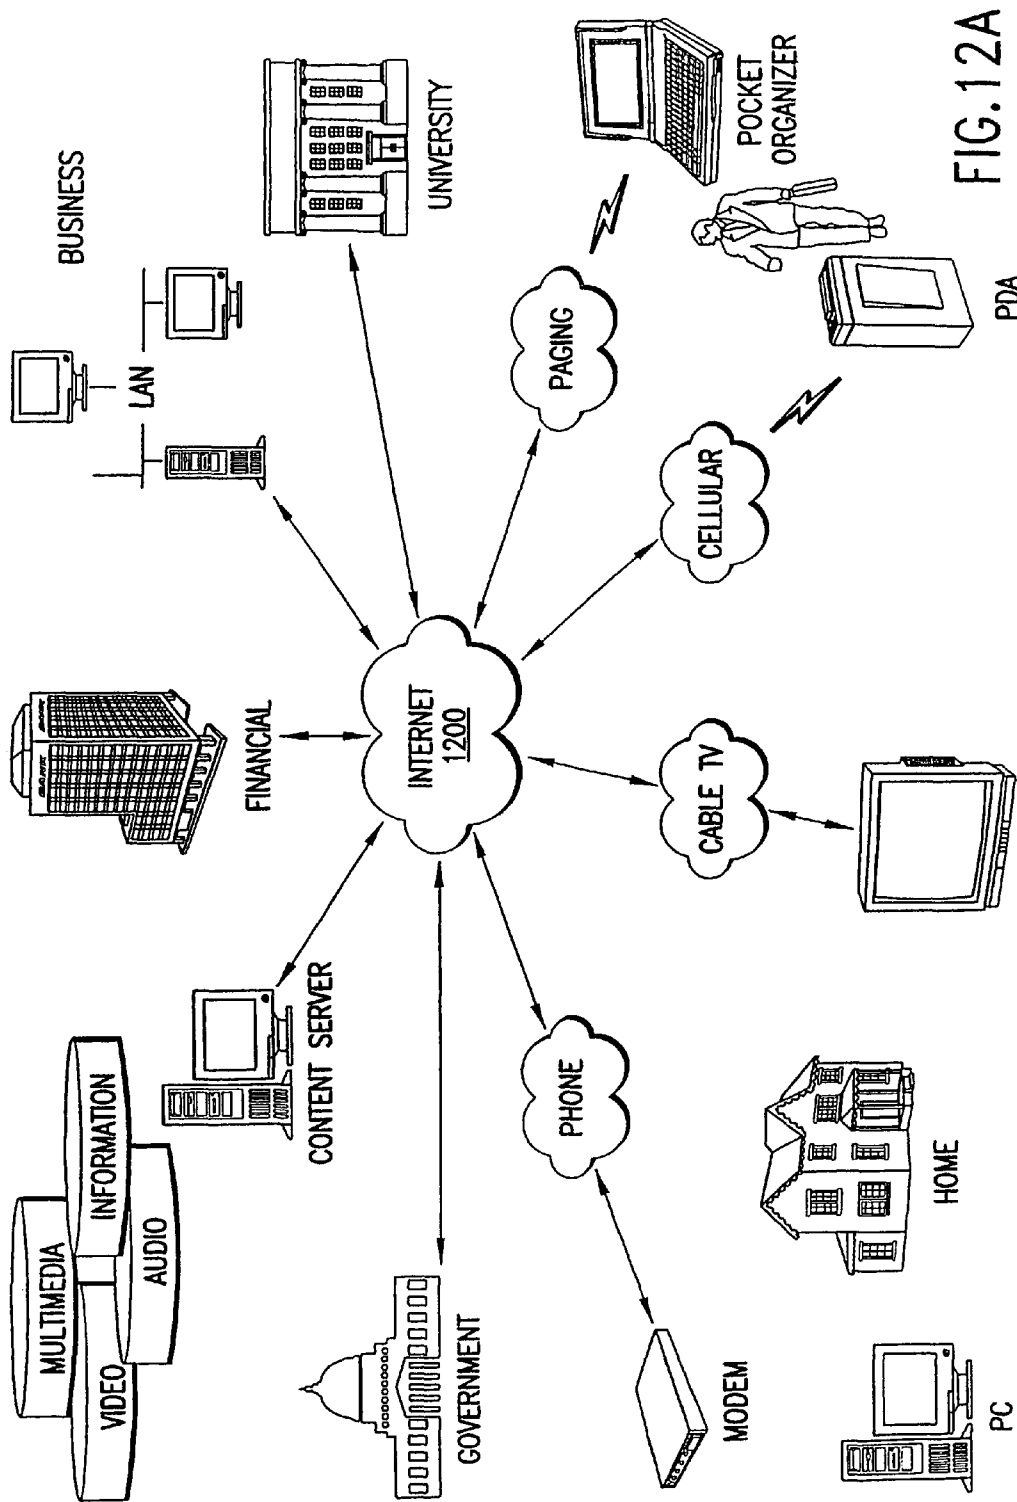 MULTIMEDIA
INFORMATION
VIDEO
AUDIO
CONTENT SERVER
FINANCIAL
LAN
BUSINESS
UNIVERSITY
GOVERNMENT
INTERNET
1200
PHONE
CABLE TV
CELLULAR
PAGING
POCKET
ORGANIZER
MODEM
HOME
PC
PDA
FIG.12A